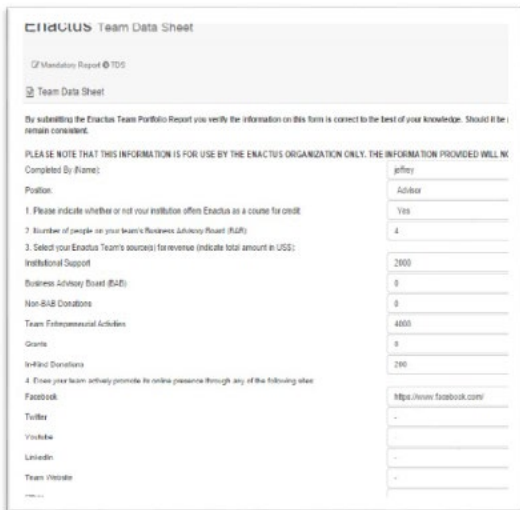 Enactus Team Data Sheet
Mandatory Report TDS
Team Data Sheet
By submitting the Enactus Team Portfolio Report you verify the information on this form is correct to the best of your knowledge. Should it be
remain consistent.
PLEASE NOTE THAT THIS INFORMATION IS FOR USE BY THE ENACTUS ORGANIZATION ONLY. THE INFORMATION PROVIDED WILL
Completed By (Name): jeffrey
Position: Advisor
1. Please indicate whether or not your institution offers Enactus as a course for credit: Yes
2. Number of people on your team's Business Advisory Board (BAB): 4
3. Select your Enactus Team's source(s) for revenue (indicate total amount in US$):
Institutional Support 2000
Business Advisory Board (BAB) 0
Non-BAB Donations 0
Team Entrepreneurial Activities 4000
Grants 0
In-Kind Donations 200
4. Does your team actively promote its online presence through any of the following sites:
Facebook https://www.facebook.com/
Twitter -
Youtube -
LinkedIn -
Team Website -